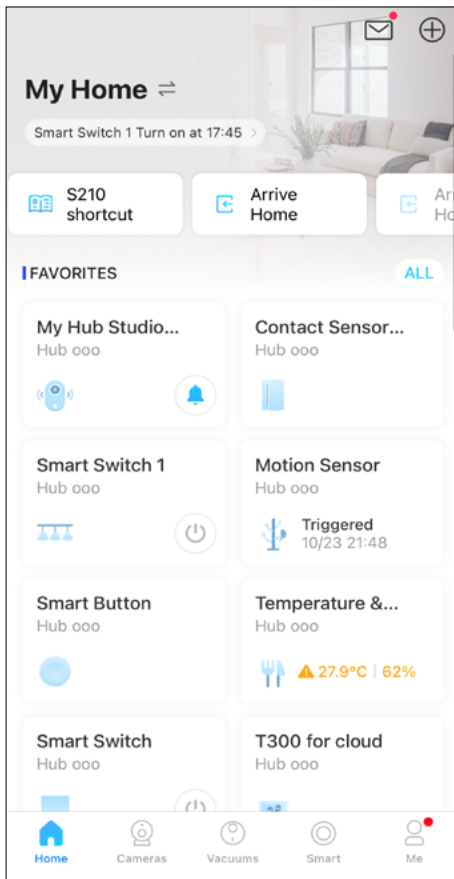 My Home
Smart Switch 1 Turn on at 17:45
S210
shortcut
Arrive
Home
FAVORITES
ALL
My Hub Studio...
Hub ooo
Contact Sensor...
Hub ooo
Smart Switch 1
Hub ooo
Motion Sensor
Hub ooo
Triggered
10/23 21:48
Smart Button
Hub ooo
Temperature &...
Hub ooo
27.9°C | 62%
Smart Switch
Hub ooo
T300 for cloud
Hub ooo
Home
Cameras
Vacuums
Smart
Me